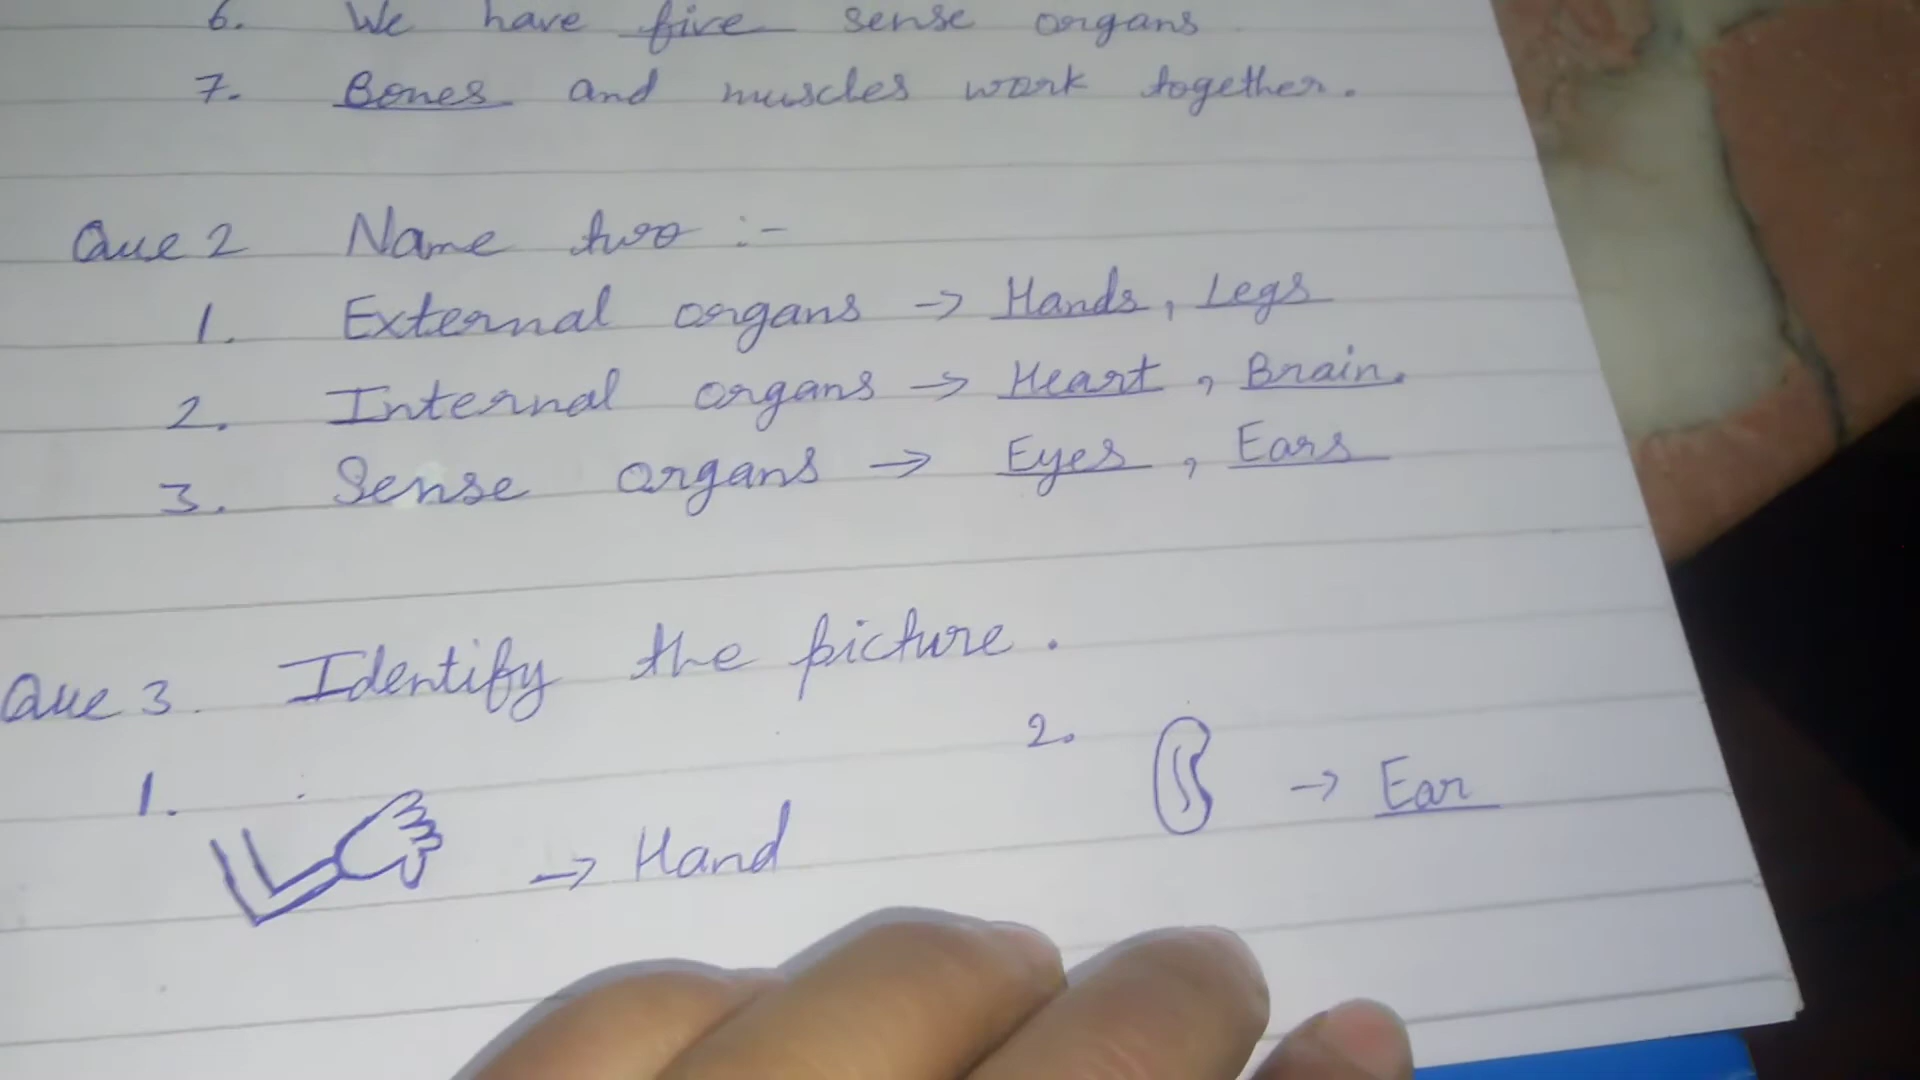 6. We have five sense organs
7. Bones and muscles work together.
Que 2 Name two :-
1. External organs → Hands, Legs
2. Internal organs → Heart, Brain.
3. Sense organs → Eyes, Ears
Que 3. Identify the picture.
1. → Hand
2. → Ear